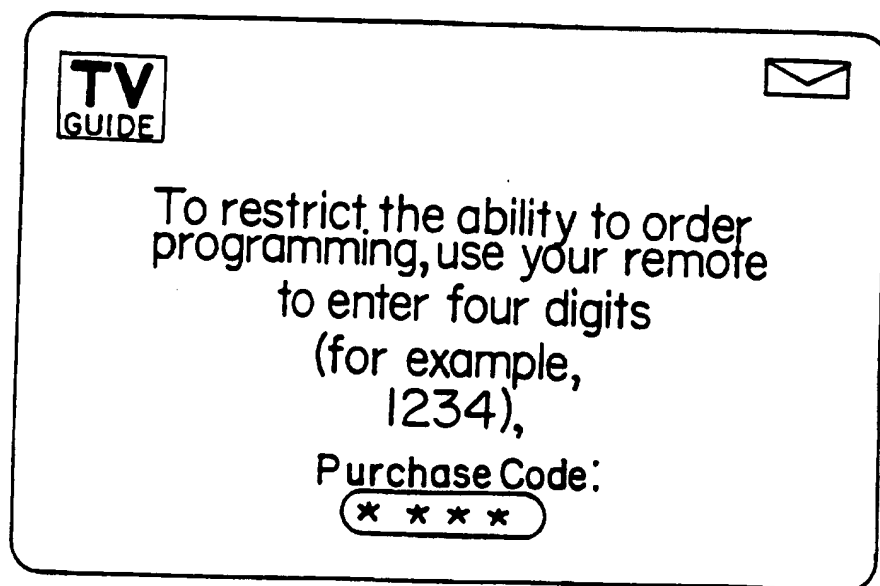 TV
GUIDE
To restrict the ability to order
programming, use your remote
to enter four digits
(for example,
1234),
Purchase Code:
* * * *